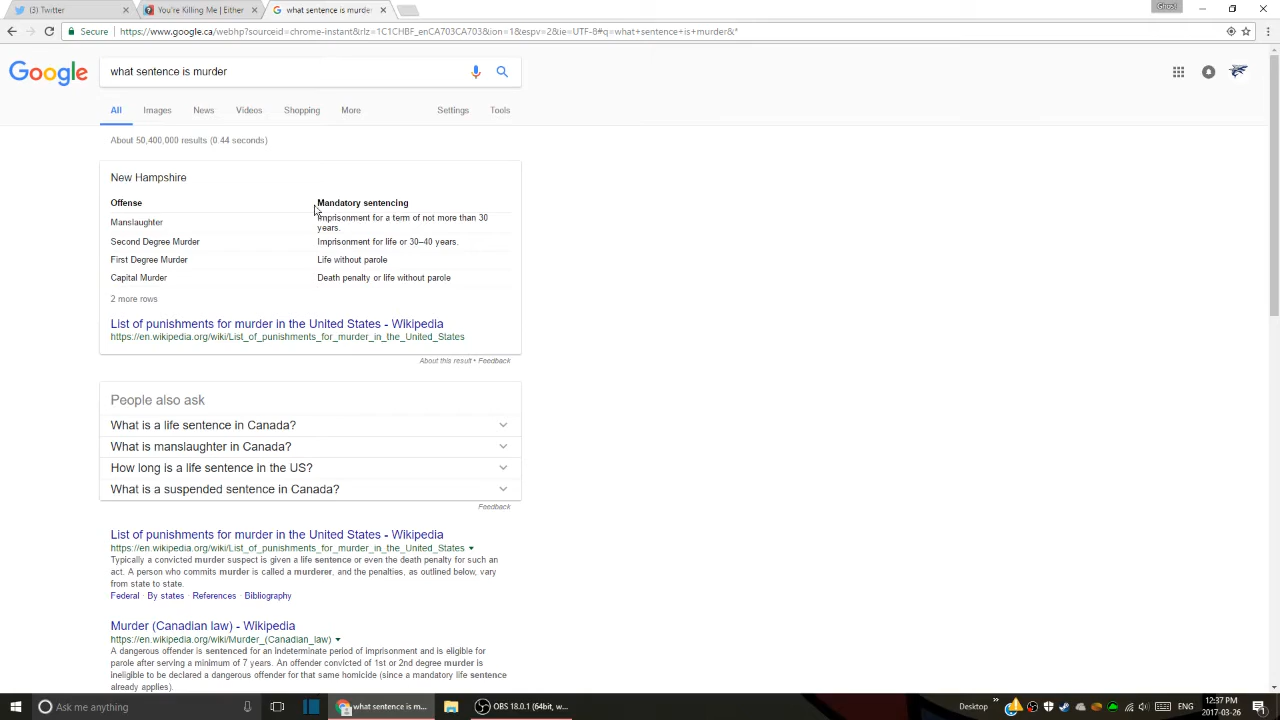 (3) Twitter
You're Killing Me | Either
what sentence is murder
Gmail
Secure https://www.google.ca/webhp?sourceid=chrome-instant&rlz=1C1CHBF_enCA703CA703&ion=1&espv=2&ie=UTF-8#q=what+sentence+is+murder&*
Google
what sentence is murder
All Images News Videos Shopping More Settings Tools
About 50,400,000 results (0.44 seconds)
New Hampshire
Offense Mandatory sentencing
Manslaughter Imprisonment for a term of not more than 30
years.
Second Degree Murder Imprisonment for life or 30–40 years.
First Degree Murder Life without parole
Capital Murder Death penalty or life without parole
2 more rows
List of punishments for murder in the United States - Wikipedia
https://en.wikipedia.org/wiki/List_of_punishments_for_murder_in_the_United_States
About this result • Feedback
People also ask
What is a life sentence in Canada?
What is manslaughter in Canada?
How long is a life sentence in the US?
What is a suspended sentence in Canada?
Feedback
List of punishments for murder in the United States - Wikipedia
https://en.wikipedia.org/wiki/List_of_punishments_for_murder_in_the_United_States
Typically a convicted murder suspect is given a life sentence or even the death penalty for such an
act. A person who commits murder is called a murderer, and the penalties, as outlined below, vary
from state to state.
Federal · By states · References · Bibliography
Murder (Canadian law) - Wikipedia
https://en.wikipedia.org/wiki/Murder_(Canadian_law)
A dangerous offender is sentenced for an indeterminate period of imprisonment and is eligible for
parole after serving a minimum of 7 years. An offender convicted of 1st or 2nd degree murder is
ineligible to be declared a dangerous offender for that same homicide (since a mandatory life sentence
already applies).
Ask me anything
what sentence is m...
OBS 18.0.1 (64bit, w...
Desktop
ENG
12:37 PM
2017-03-26